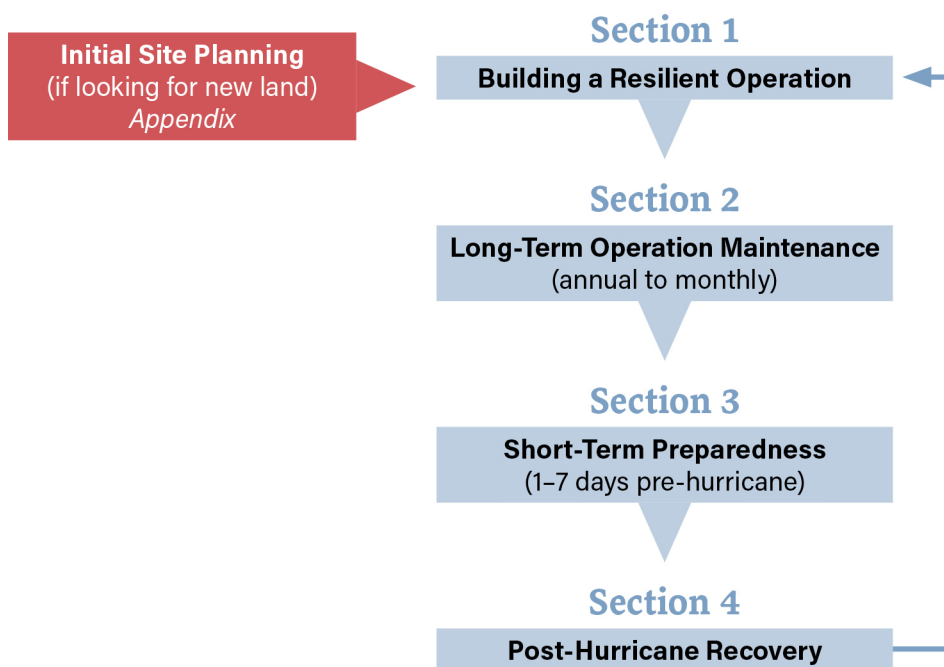 Initial Site Planning
(if looking for new land)
Appendix
Section 1
Building a Resilient Operation
Section 2
Long-Term Operation Maintenance
(annual to monthly)
Section 3
Short-Term Preparedness
(1–7 days pre-hurricane)
Section 4
Post-Hurricane Recovery